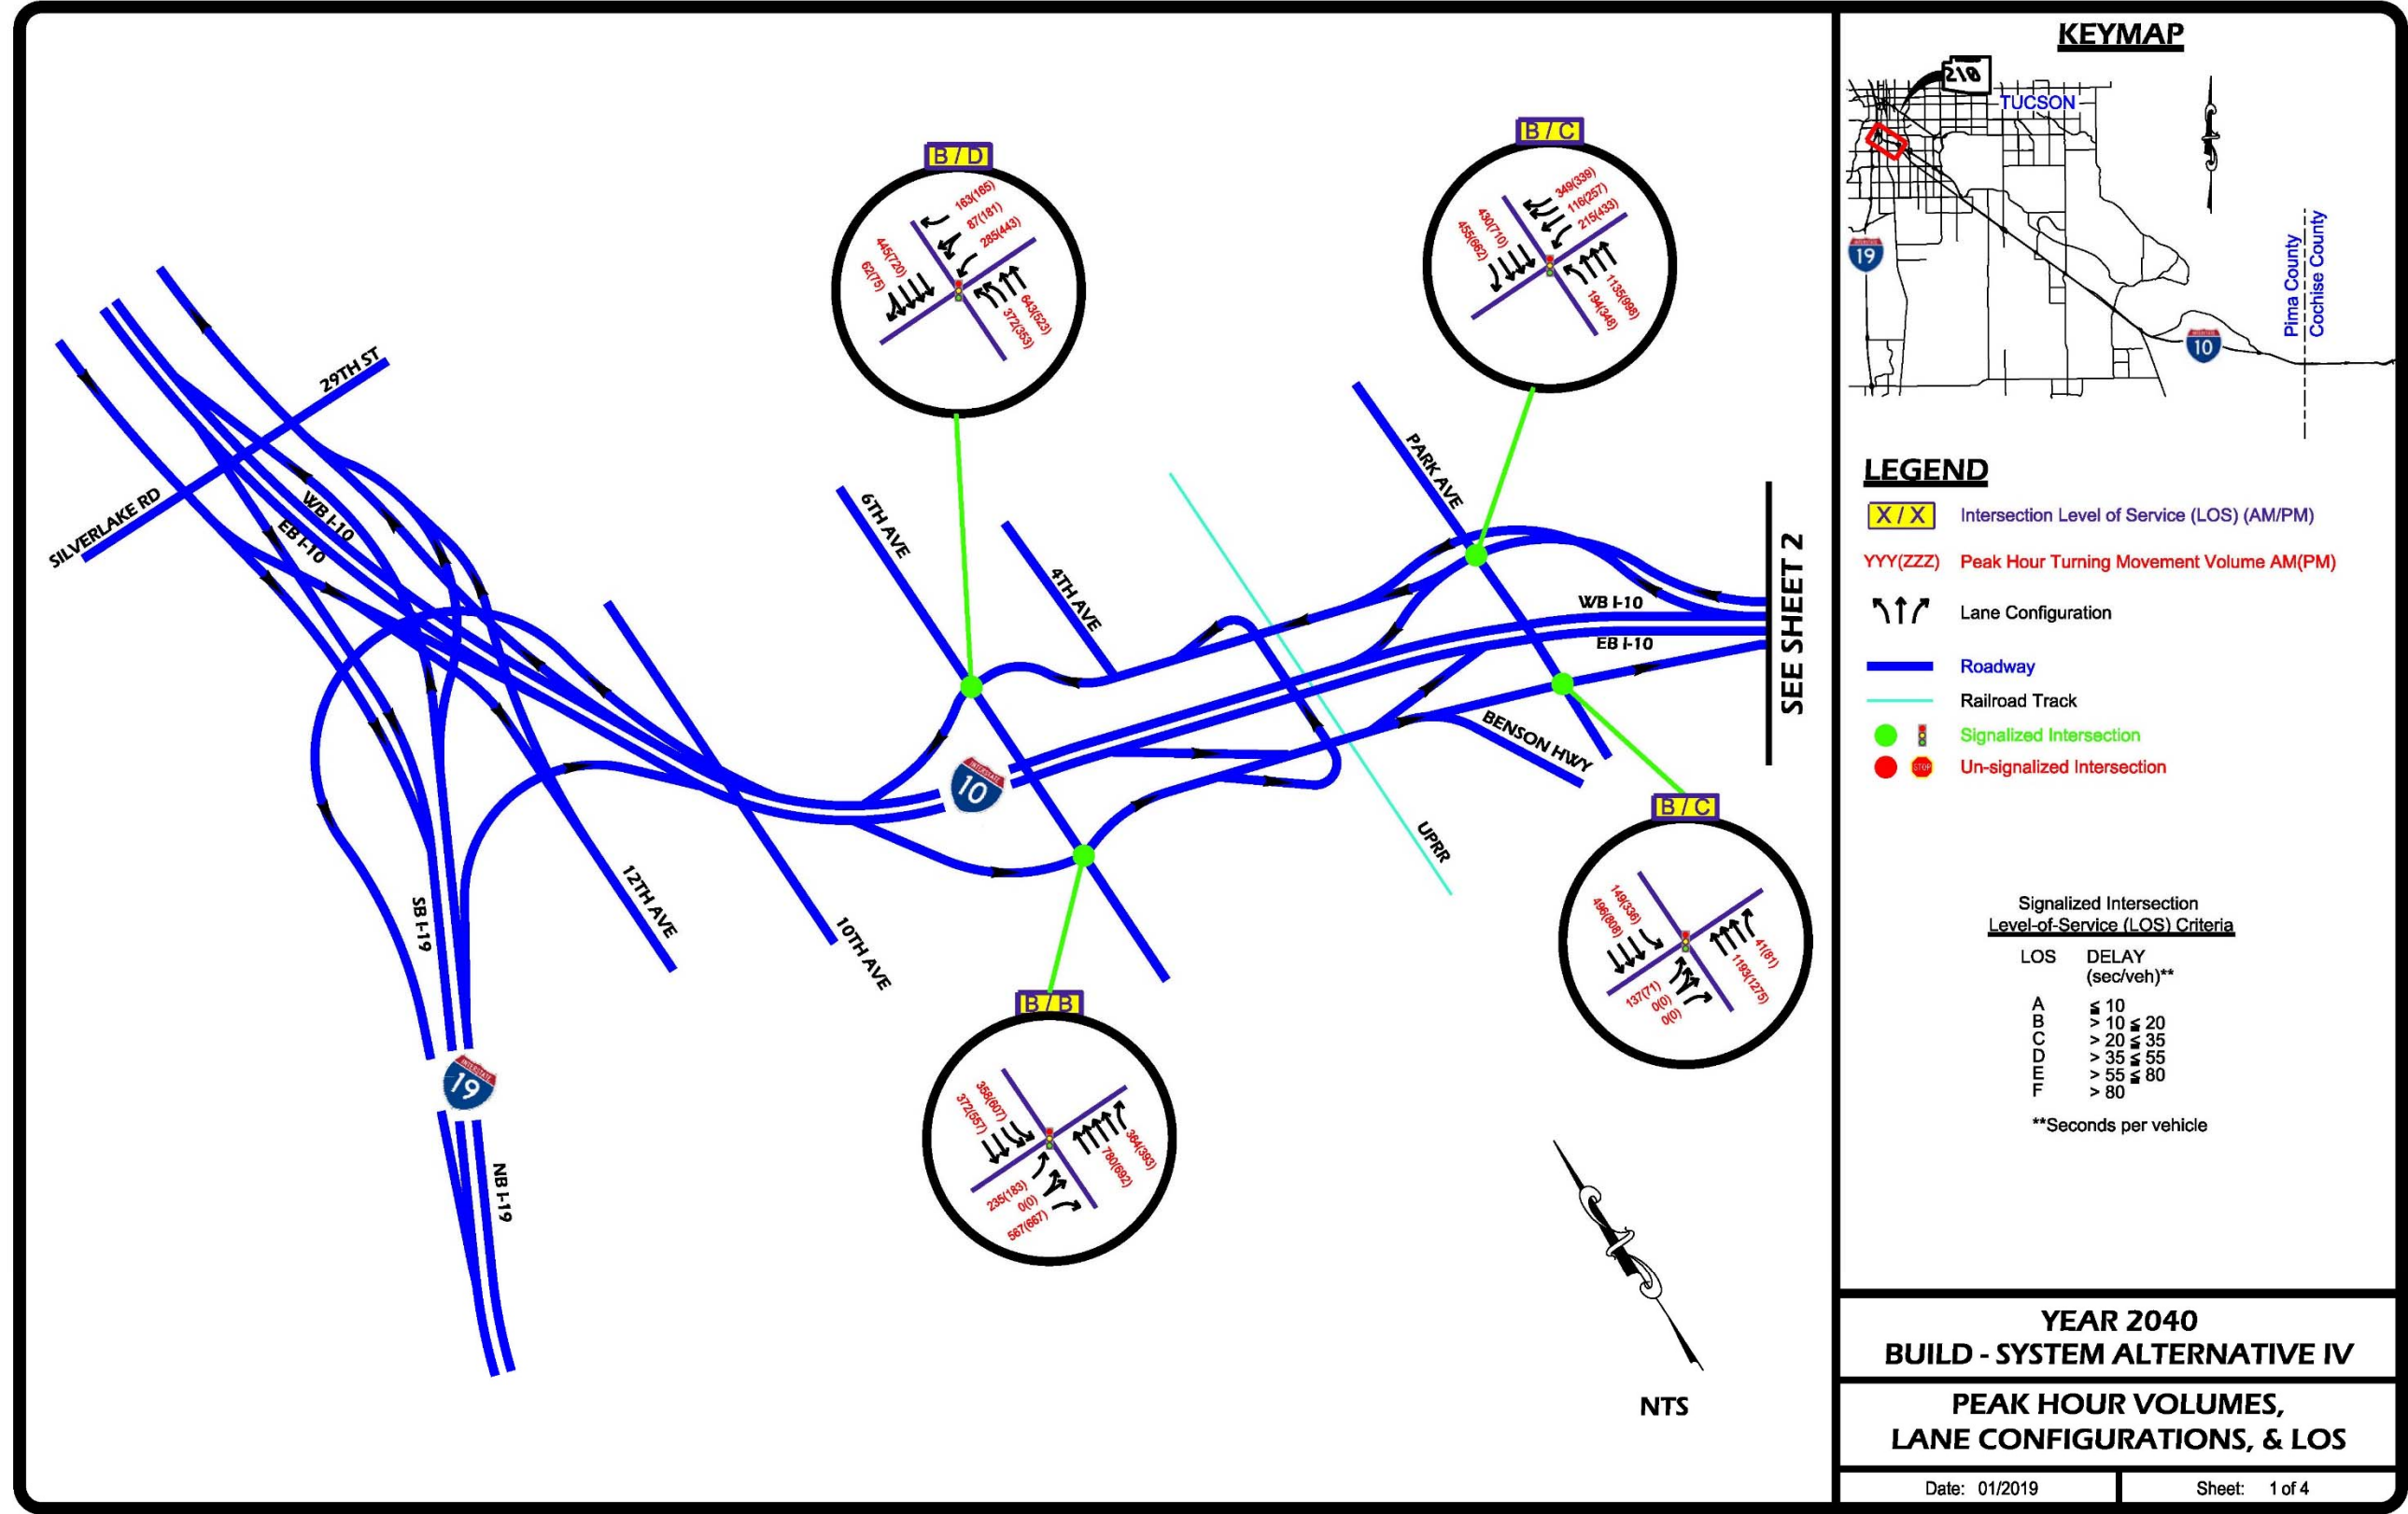 B / D
163(165)
87(181)
285(443)
445(720)
62(75)
643(523)
372(353)
B / C
349(339)
116(257)
215(433)
430(710)
455(662)
1135(998)
194(348)
29TH ST
SILVERLAKE RD
WB I-10
EB I-10
6TH AVE
4TH AVE
PARK AVE
WB I-10
EB I-10
SEE SHEET 2
BENSON HWY
INTERSTATE
10
UPRR
12TH AVE
10TH AVE
SB I-19
INTERSTATE
19
NB I-19
B / B
358(607)
372(557)
364(393)
780(692)
235(183)
0(0)
567(667)
B / C
149(336)
496(808)
41(81)
1193(1275)
137(71)
0(0)
0(0)
NTS
KEYMAP
210
TUCSON
19
10
Pima County
Cochise County
LEGEND
X / X Intersection Level of Service (LOS) (AM/PM)
YYY(ZZZ) Peak Hour Turning Movement Volume AM(PM)
Lane Configuration
Roadway
Railroad Track
Signalized Intersection
STOP Un-signalized Intersection
Signalized Intersection
Level-of-Service (LOS) Criteria
LOS DELAY
(sec/veh)**
A ≤ 10
B > 10 ≤ 20
C > 20 ≤ 35
D > 35 ≤ 55
E > 55 ≤ 80
F > 80
**Seconds per vehicle
YEAR 2040
BUILD - SYSTEM ALTERNATIVE IV
PEAK HOUR VOLUMES,
LANE CONFIGURATIONS, & LOS
Date: 01/2019 Sheet: 1 of 4